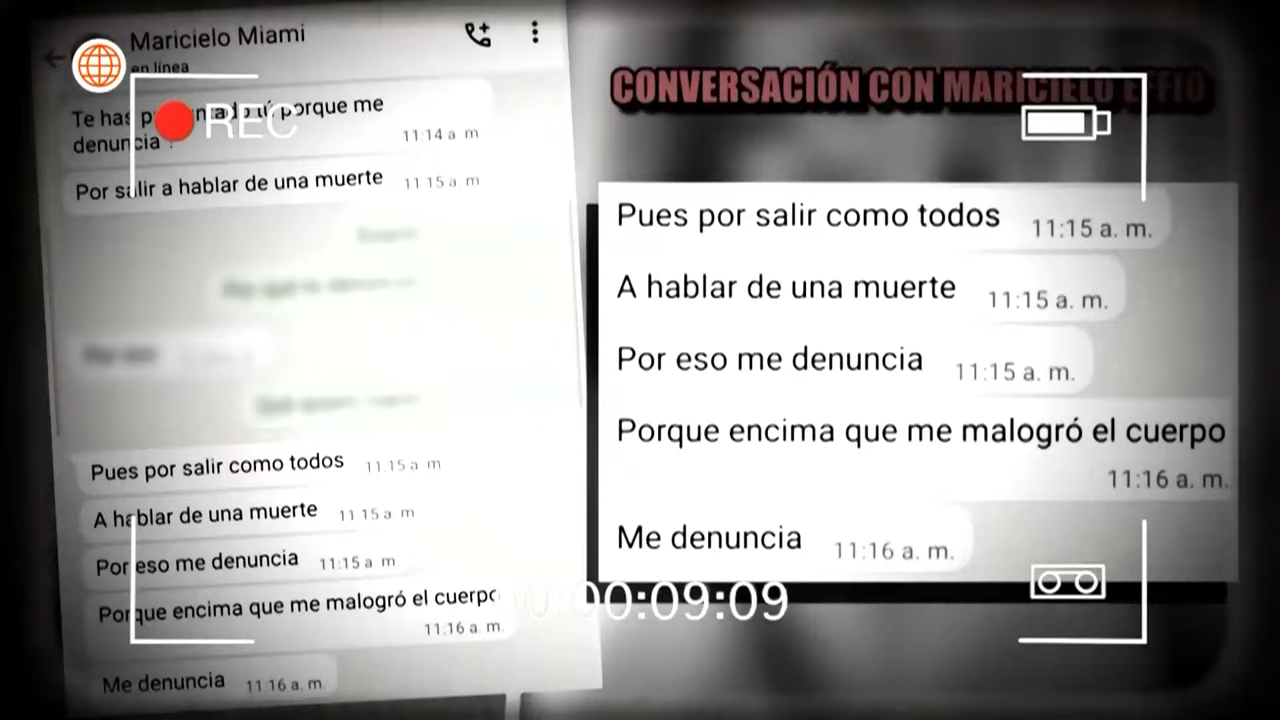 Maricielo Miami
en línea
Te has porque me
denuncia
11:14 a m
REC
Por salir a hablar de una muerte 11 15 a. m
Pues por salir como todos 11.15 a m
A hablar de una muerte 11 15 a. m
Por eso me denuncia 11:15 a m
Porque encima que me malogró el cuerpo
11:16 a. m.
Me denuncia 11 16 a. m.
CONVERSACIÓN CON MARICIELO EFFIO
Pues por salir como todos 11:15 a. m.
A hablar de una muerte 11:15 a. m.
Por eso me denuncia 11:15 a. m.
Porque encima que me malogró el cuerpo
11:16 a. m.
Me denuncia 11:16 a. m.
00:09:09